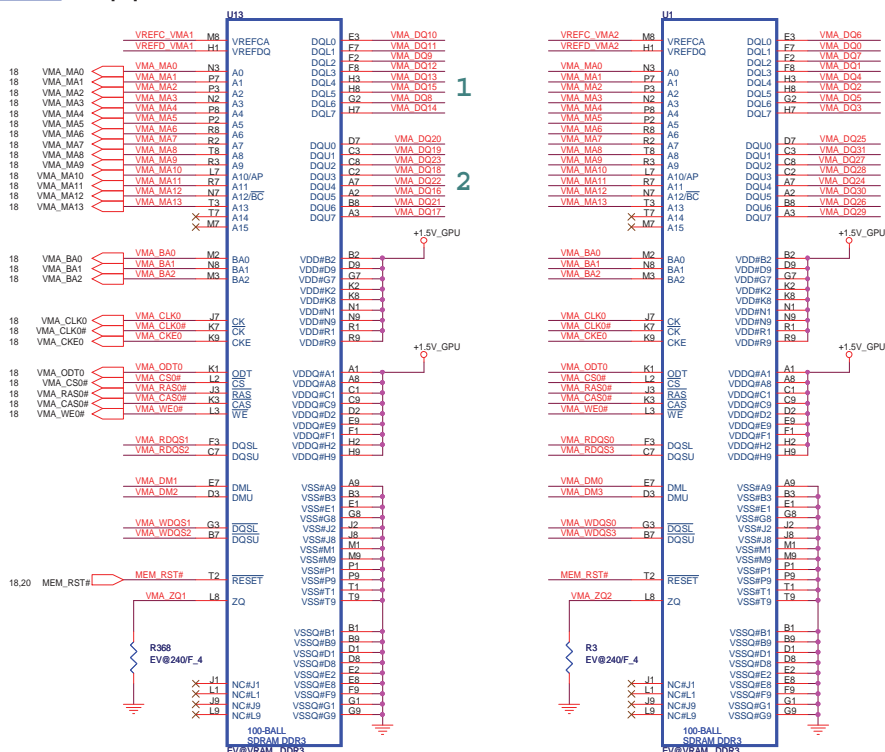 U13
VREFC_VMA1 M8 VREFCA
VREFD_VMA1 H1 VREFDQ
18 VMA_MA0 VMA_MA0 N3 A0
18 VMA_MA1 VMA_MA1 P7 A1
18 VMA_MA2 VMA_MA2 P3 A2
18 VMA_MA3 VMA_MA3 N2 A3
18 VMA_MA4 VMA_MA4 P8 A4
18 VMA_MA5 VMA_MA5 P2 A5
18 VMA_MA6 VMA_MA6 R8 A6
18 VMA_MA7 VMA_MA7 R2 A7
18 VMA_MA8 VMA_MA8 T8 A8
18 VMA_MA9 VMA_MA9 R3 A9
18 VMA_MA10 VMA_MA10 L7 A10/AP
18 VMA_MA11 VMA_MA11 R7 A11
18 VMA_MA12 VMA_MA12 N7 A12/BC
18 VMA_MA13 VMA_MA13 T3 A13
T7 A14
M7 A15
18 VMA_BA0 VMA_BA0 M2 BA0
18 VMA_BA1 VMA_BA1 N8 BA1
18 VMA_BA2 VMA_BA2 M3 BA2
18 VMA_CLK0 VMA_CLK0 J7 CK
18 VMA_CLK0# VMA_CLK0# K7 CK
18 VMA_CKE0 VMA_CKE0 K9 CKE
18 VMA_ODT0 VMA_ODT0 K1 ODT
18 VMA_CS0# VMA_CS0# L2 CS
18 VMA_RAS0# VMA_RAS0# J3 RAS
18 VMA_CAS0# VMA_CAS0# K3 CAS
18 VMA_WE0# VMA_WE0# L3 WE
VMA_RDQS1 F3 DQSL
VMA_RDQS2 C7 DQSU
VMA_DM1 E7 DML
VMA_DM2 D3 DMU
VMA_WDQS1 G3 DQSL
VMA_WDQS2 B7 DQSU
18,20 MEM_RST# MEM_RST# T2 RESET
VMA_ZQ1 L8 ZQ
R368
EV@240/F_4
J1 NC#J1
L1 NC#L1
J9 NC#J9
L9 NC#L9
DQL0 E3 VMA_DQ10
DQL1 F7 VMA_DQ11
DQL2 F2 VMA_DQ9
DQL3 F8 VMA_DQ12
DQL4 H3 VMA_DQ13
DQL5 H8 VMA_DQ15
DQL6 G2 VMA_DQ8
DQL7 H7 VMA_DQ14
1
DQU0 D7 VMA_DQ20
DQU1 C3 VMA_DQ19
DQU2 C8 VMA_DQ23
DQU3 C2 VMA_DQ18
DQU4 A7 VMA_DQ22
DQU5 A2 VMA_DQ16
DQU6 B8 VMA_DQ21
DQU7 A3 VMA_DQ17
2
+1.5V_GPU
VDD#B2 B2
VDD#D9 D9
VDD#G7 G7
VDD#K2 K2
VDD#K8 K8
VDD#N1 N1
VDD#N9 N9
VDD#R1 R1
VDD#R9 R9
+1.5V_GPU
VDDQ#A1 A1
VDDQ#A8 A8
VDDQ#C1 C1
VDDQ#C9 C9
VDDQ#D2 D2
VDDQ#E9 E9
VDDQ#F1 F1
VDDQ#H2 H2
VDDQ#H9 H9
VSS#A9 A9
VSS#B3 B3
VSS#E1 E1
VSS#G8 G8
VSS#J2 J2
VSS#J8 J8
VSS#M1 M1
VSS#M9 M9
VSS#P1 P1
VSS#P9 P9
VSS#T1 T1
VSS#T9 T9
VSSQ#B1 B1
VSSQ#B9 B9
VSSQ#D1 D1
VSSQ#D8 D8
VSSQ#E2 E2
VSSQ#E8 E8
VSSQ#F9 F9
VSSQ#G1 G1
VSSQ#G9 G9
100-BALL
SDRAM DDR3
EV@VRAM _DDR3
U1
VREFC_VMA2 M8 VREFCA
VREFD_VMA2 H1 VREFDQ
VMA_MA0 N3 A0
VMA_MA1 P7 A1
VMA_MA2 P3 A2
VMA_MA3 N2 A3
VMA_MA4 P8 A4
VMA_MA5 P2 A5
VMA_MA6 R8 A6
VMA_MA7 R2 A7
VMA_MA8 T8 A8
VMA_MA9 R3 A9
VMA_MA10 L7 A10/AP
VMA_MA11 R7 A11
VMA_MA12 N7 A12/BC
VMA_MA13 T3 A13
T7 A14
M7 A15
VMA_BA0 M2 BA0
VMA_BA1 N8 BA1
VMA_BA2 M3 BA2
VMA_CLK0 J7 CK
VMA_CLK0# K7 CK
VMA_CKE0 K9 CKE
VMA_ODT0 K1 ODT
VMA_CS0# L2 CS
VMA_RAS0# J3 RAS
VMA_CAS0# K3 CAS
VMA_WE0# L3 WE
VMA_RDQS0 F3 DQSL
VMA_RDQS3 C7 DQSU
VMA_DM0 E7 DML
VMA_DM3 D3 DMU
VMA_WDQS0 G3 DQSL
VMA_WDQS3 B7 DQSU
MEM_RST# T2 RESET
VMA_ZQ2 L8 ZQ
R3
EV@240/F_4
J1 NC#J1
L1 NC#L1
J9 NC#J9
L9 NC#L9
DQL0 E3 VMA_DQ6
DQL1 F7 VMA_DQ0
DQL2 F2 VMA_DQ7
DQL3 F8 VMA_DQ1
DQL4 H3 VMA_DQ4
DQL5 H8 VMA_DQ2
DQL6 G2 VMA_DQ5
DQL7 H7 VMA_DQ3
DQU0 D7 VMA_DQ25
DQU1 C3 VMA_DQ31
DQU2 C8 VMA_DQ27
DQU3 C2 VMA_DQ28
DQU4 A7 VMA_DQ24
DQU5 A2 VMA_DQ30
DQU6 B8 VMA_DQ26
DQU7 A3 VMA_DQ29
+1.5V_GPU
VDD#B2 B2
VDD#D9 D9
VDD#G7 G7
VDD#K2 K2
VDD#K8 K8
VDD#N1 N1
VDD#N9 N9
VDD#R1 R1
VDD#R9 R9
+1.5V_GPU
VDDQ#A1 A1
VDDQ#A8 A8
VDDQ#C1 C1
VDDQ#C9 C9
VDDQ#D2 D2
VDDQ#E9 E9
VDDQ#F1 F1
VDDQ#H2 H2
VDDQ#H9 H9
VSS#A9 A9
VSS#B3 B3
VSS#E1 E1
VSS#G8 G8
VSS#J2 J2
VSS#J8 J8
VSS#M1 M1
VSS#M9 M9
VSS#P1 P1
VSS#P9 P9
VSS#T1 T1
VSS#T9 T9
VSSQ#B1 B1
VSSQ#B9 B9
VSSQ#D1 D1
VSSQ#D8 D8
VSSQ#E2 E2
VSSQ#E8 E8
VSSQ#F9 F9
VSSQ#G1 G1
VSSQ#G9 G9
100-BALL
SDRAM DDR3
EV@VRAM _DDR3